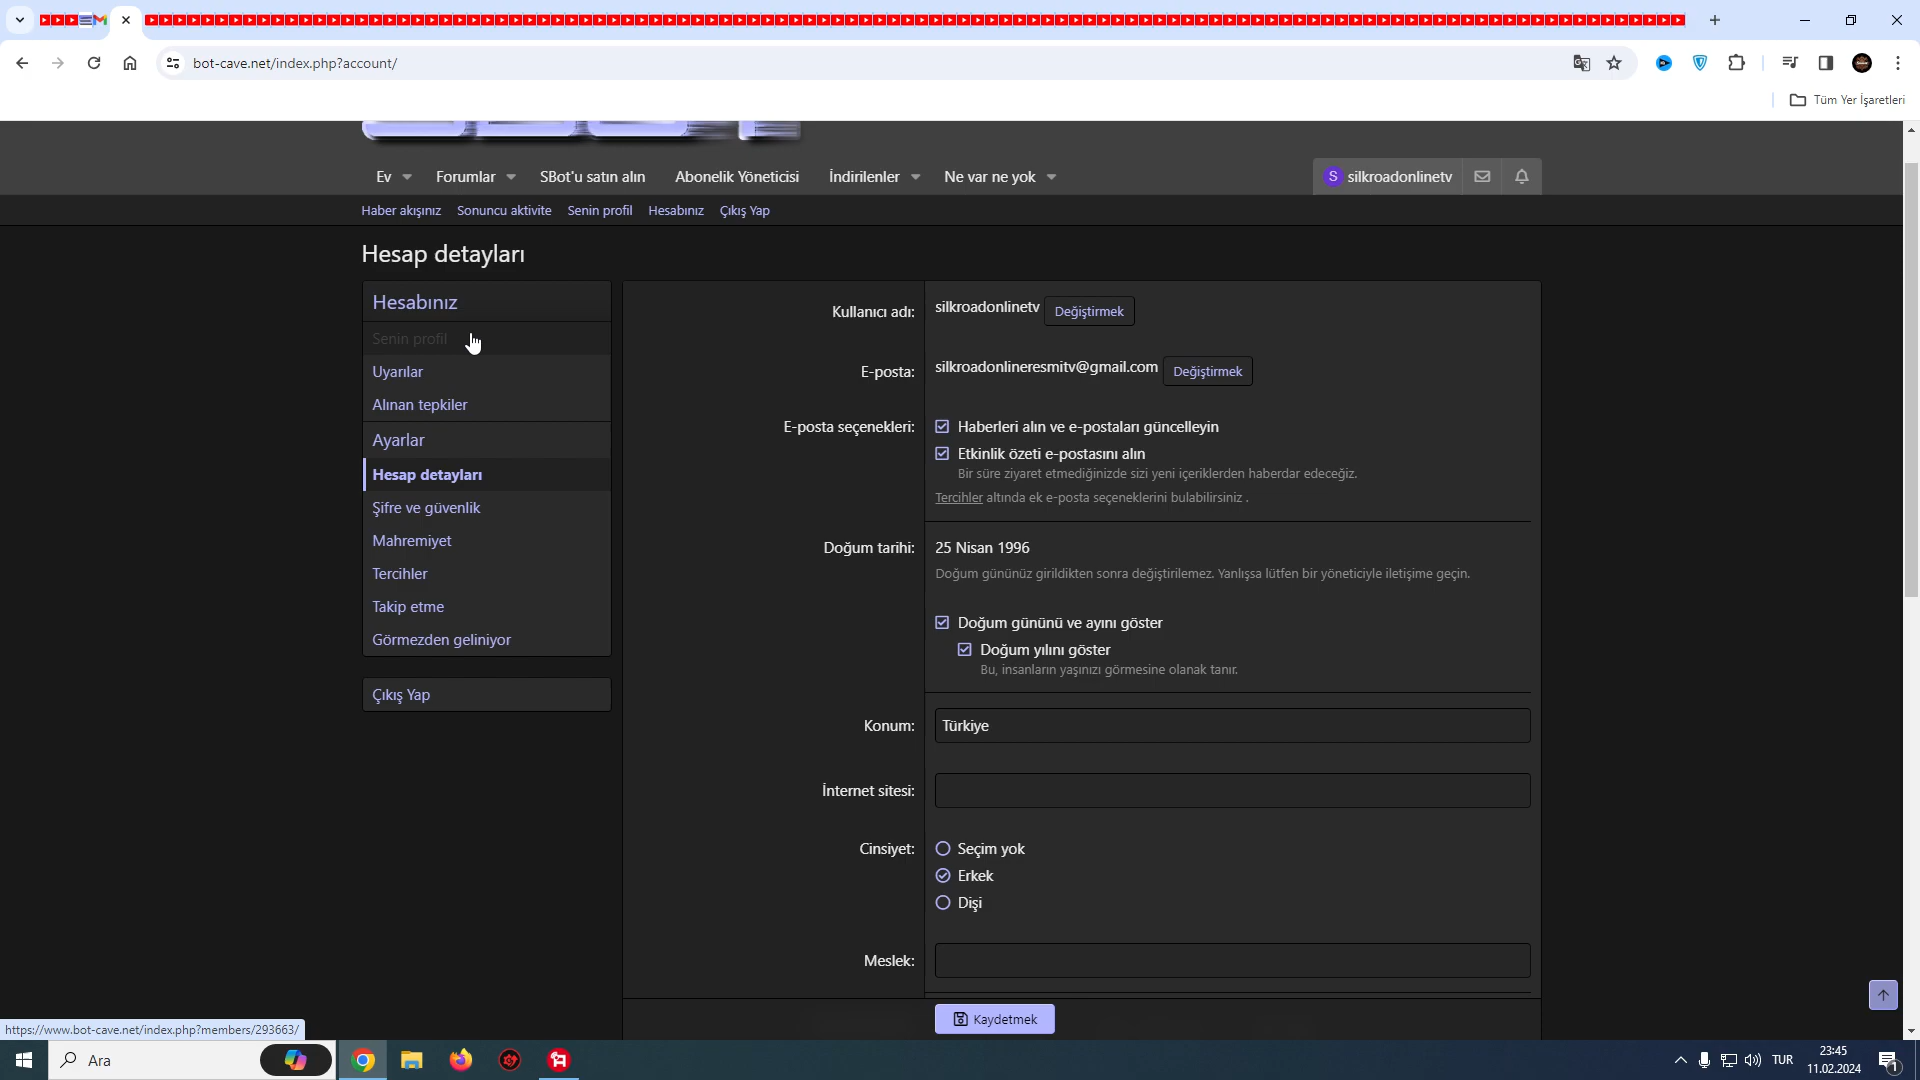 bot-cave.net/index.php?account/
Tüm Yer İşaretleri
Ev Forumlar SBot'u satın alın Abonelik Yöneticisi İndirilenler Ne var ne yok S silkroadonlinetv
Haber akışınız Sonuncu aktivite Senin profil Hesabınız Çıkış Yap
Hesap detayları
Hesabınız
Senin profil
Uyarılar
Alınan tepkiler
Ayarlar
Hesap detayları
Şifre ve güvenlik
Mahremiyet
Tercihler
Takip etme
Görmezden geliniyor
Çıkış Yap
Kullanıcı adı: silkroadonlinetv Değiştirmek
E-posta: silkroadonlineresmitv@gmail.com Değiştirmek
E-posta seçenekleri: Haberleri alın ve e-postaları güncelleyin
Etkinlik özeti e-postasını alın
Bir süre ziyaret etmediğinizde sizi yeni içeriklerden haberdar edeceğiz.
Tercihler altında ek e-posta seçeneklerini bulabilirsiniz .
Doğum tarihi: 25 Nisan 1996
Doğum gününüz girildikten sonra değiştirilemez. Yanlışsa lütfen bir yöneticiyle iletişime geçin.
Doğum gününü ve ayını göster
Doğum yılını göster
Bu, insanların yaşınızı görmesine olanak tanır.
Konum: Türkiye
İnternet sitesi:
Cinsiyet: Seçim yok
Erkek
Dişi
Meslek:
Kaydetmek
https://www.bot-cave.net/index.php?members/293663/
Ara
TUR
23:45
11.02.2024
1